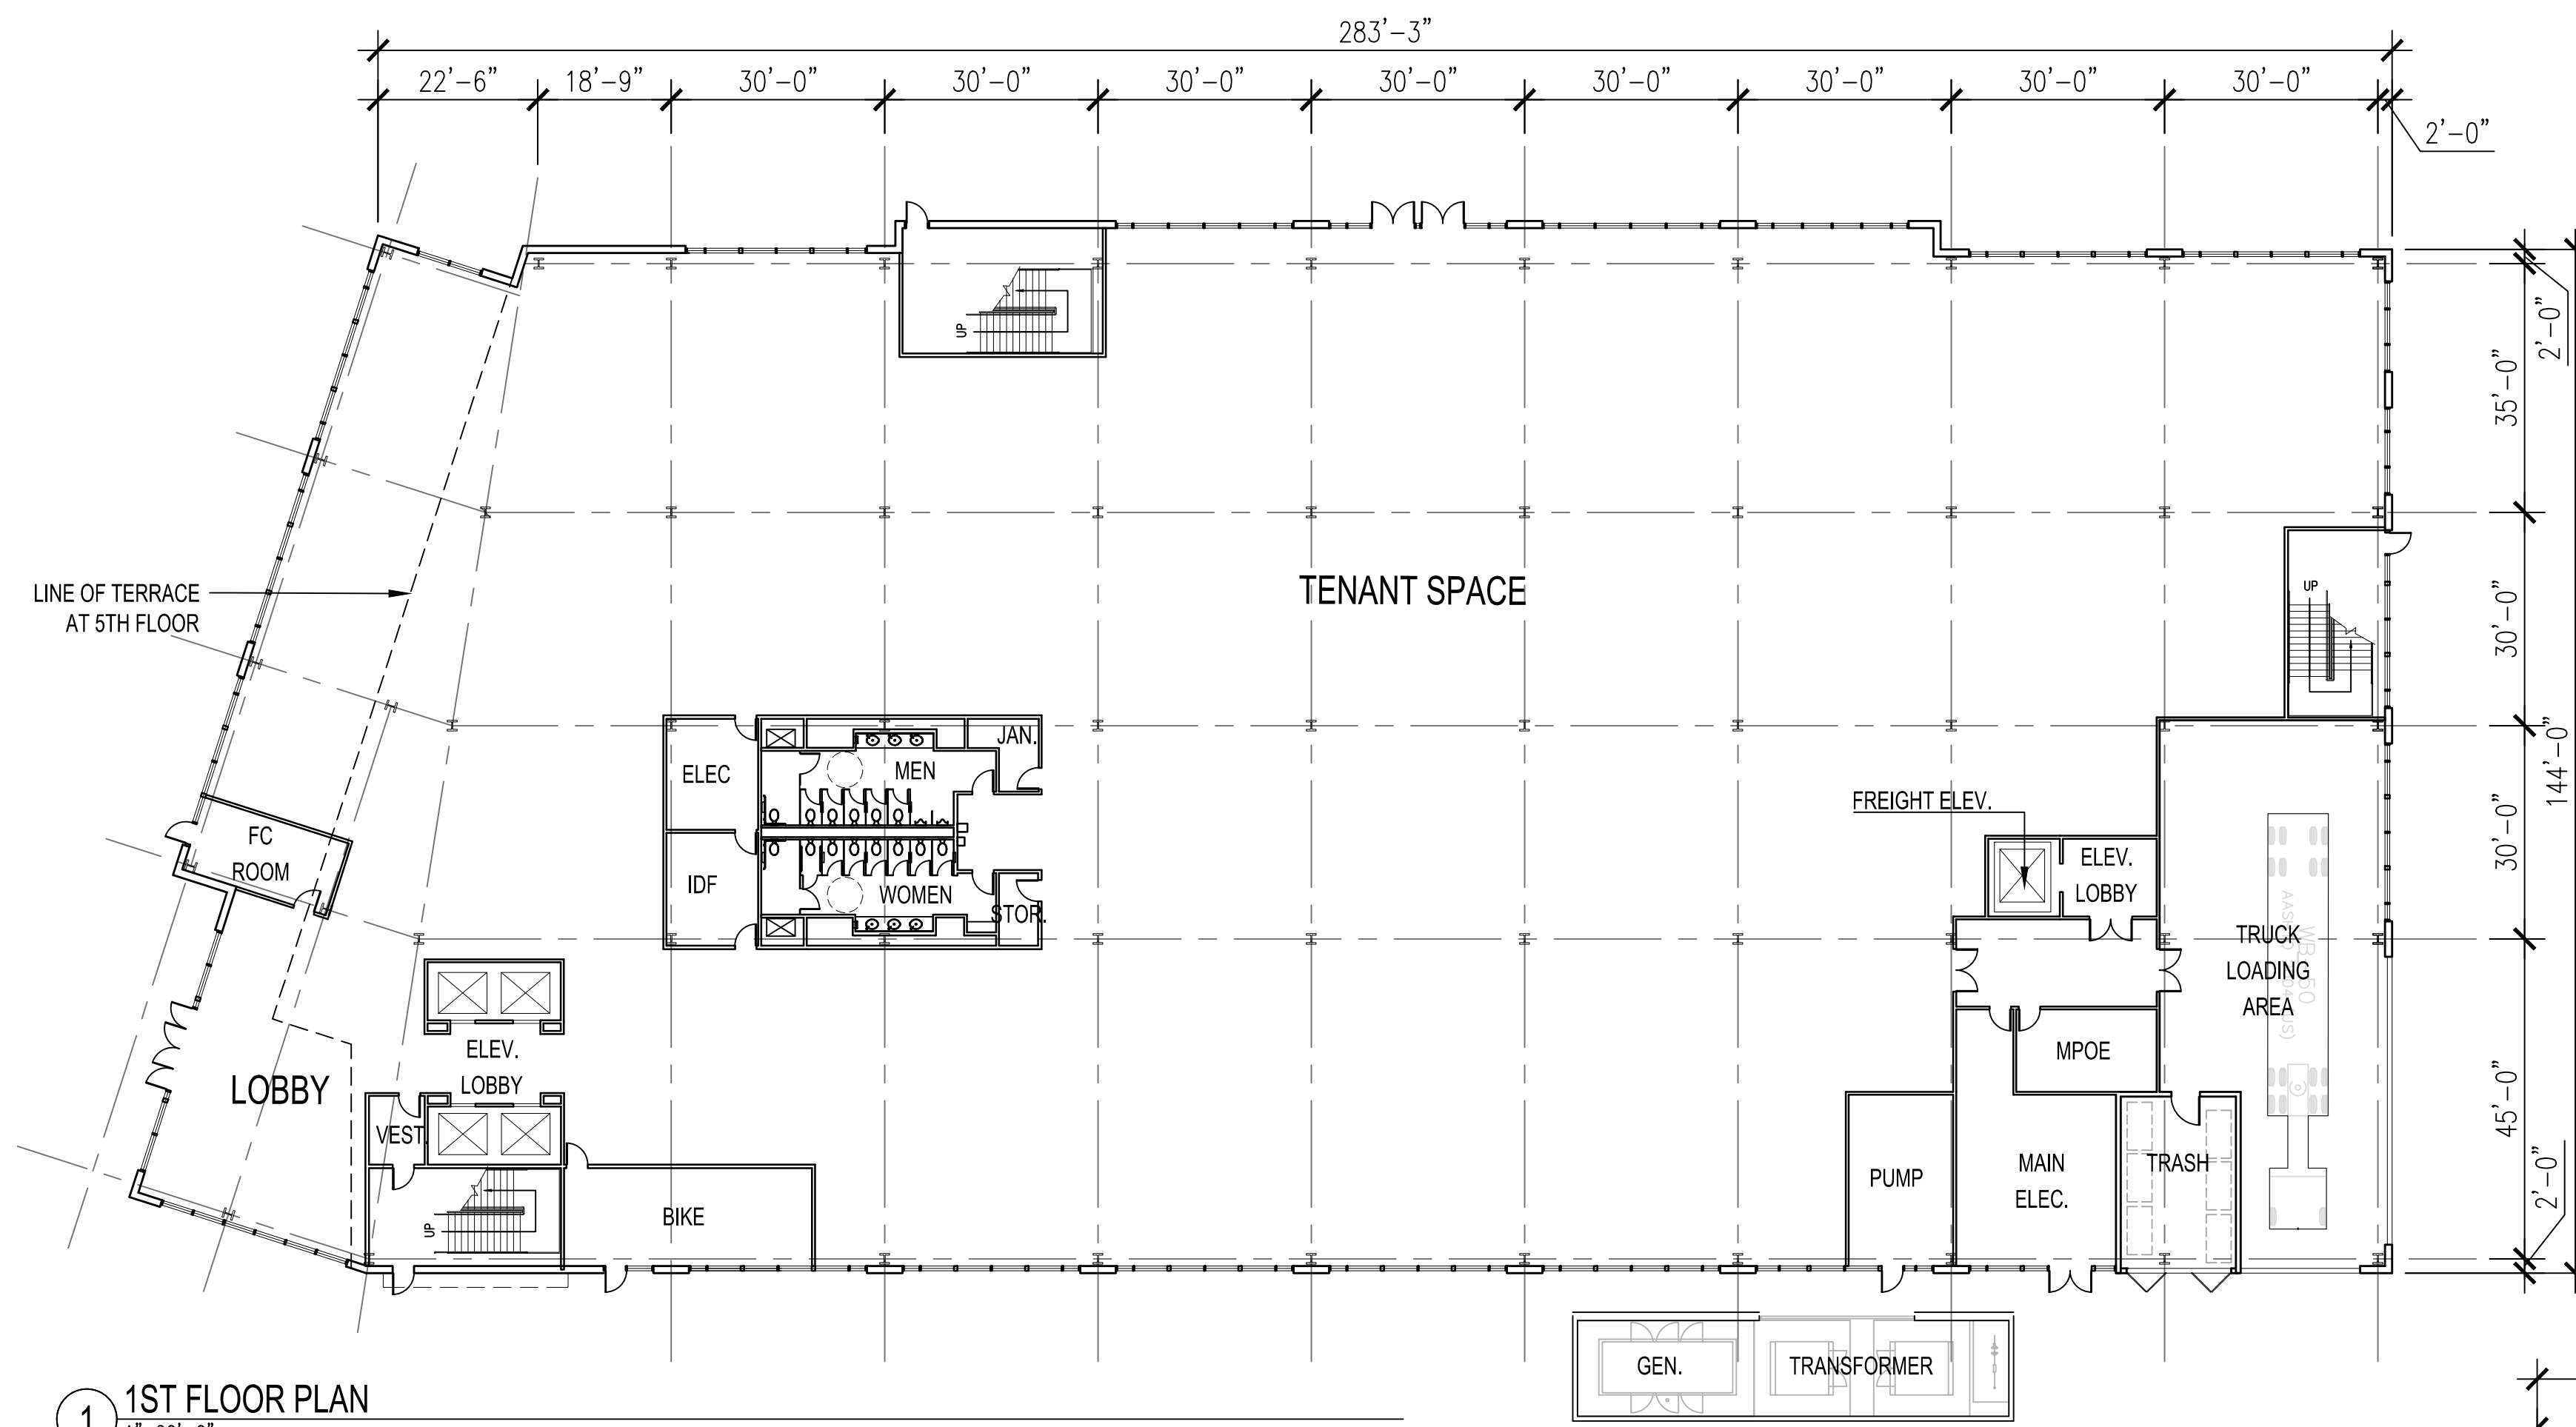 283'-3"
22'-6"
18'-9"
30'-0"
30'-0"
30'-0"
30'-0"
30'-0"
30'-0"
30'-0"
30'-0"
2'-0"
2'-0"
35'-0"
30'-0"
30'-0"
144'-0"
45'-0"
2'-0"
UP
TENANT SPACE
LINE OF TERRACE
AT 5TH FLOOR
UP
JAN.
ELEC
MEN
FREIGHT ELEV.
FC
ROOM
ELEV.
LOBBY
IDF
WOMEN
STOR.
TRUCK
LOADING
AREA
WB-50
ELEV.
LOBBY
MPOE
LOBBY
VEST.
MAIN
ELEC.
TRASH
PUMP
BIKE
UP
GEN.
TRANSFORMER
1
1ST FLOOR PLAN